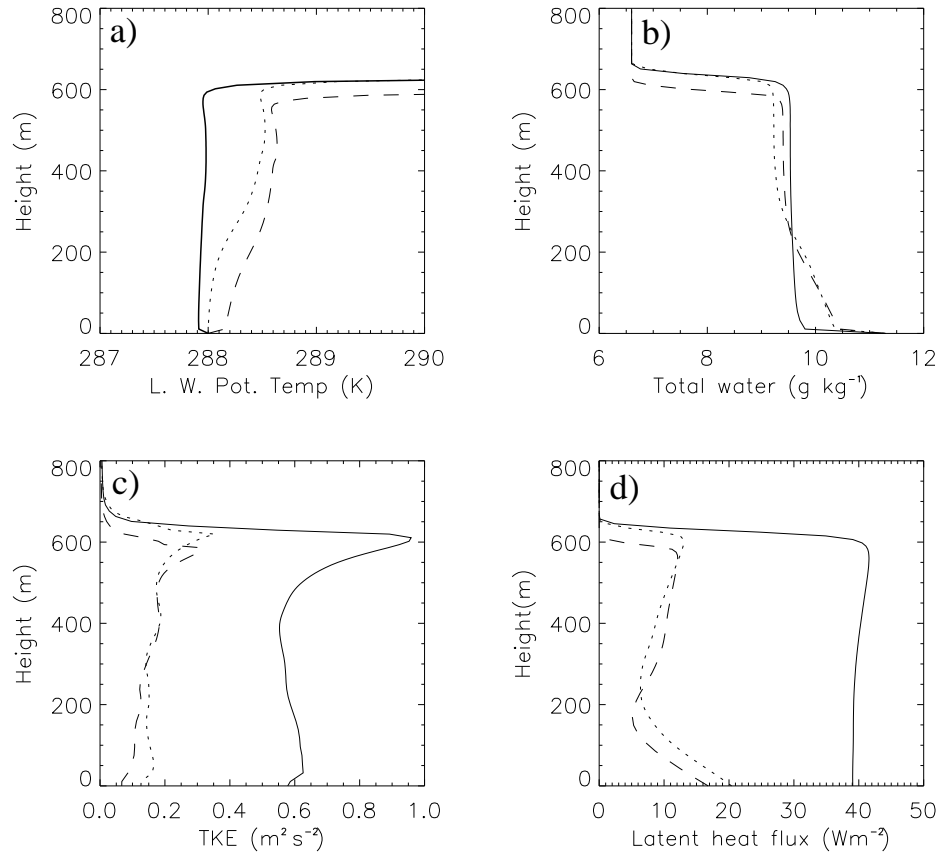 a)
800
600
400
200
0
Height (m)
287 288 289 290
L. W. Pot. Temp (K)
b)
800
600
400
200
0
Height (m)
6 8 10 12
Total water (g kg⁻¹)
c)
800
600
400
200
0
Height (m)
0.0 0.2 0.4 0.6 0.8 1.0
TKE (m² s⁻²)
d)
800
600
400
200
0
Height(m)
0 10 20 30 40 50
Latent heat flux (Wm⁻²)